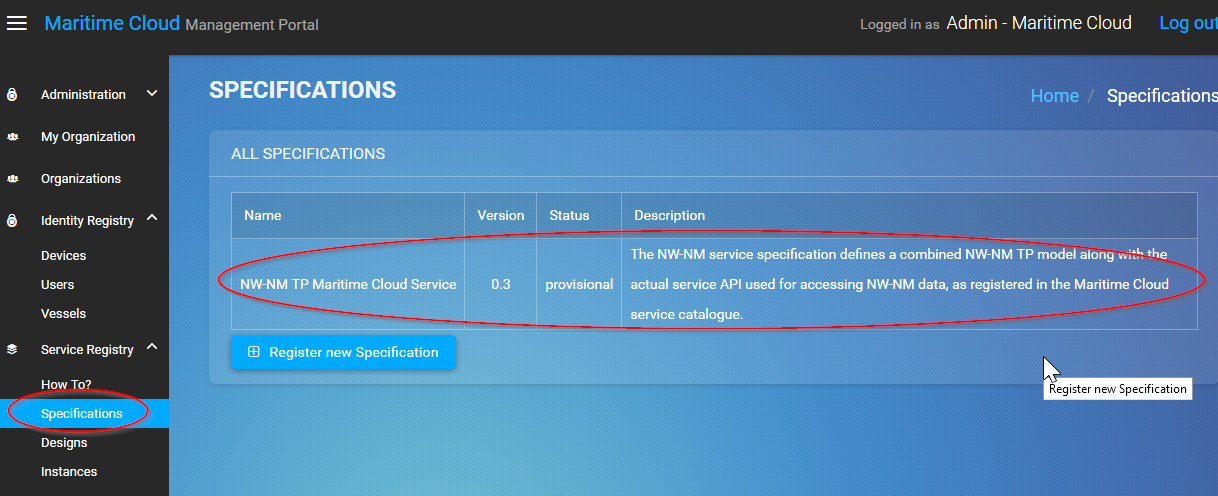 Maritime Cloud Management Portal
Logged in as Admin - Maritime Cloud
Log out
Administration
My Organization
Organizations
Identity Registry
Devices
Users
Vessels
Service Registry
How To?
Specifications
Designs
Instances
SPECIFICATIONS
Home / Specifications
ALL SPECIFICATIONS
Name Version Status Description
NW-NM TP Maritime Cloud Service 0.3 provisional
The NW-NM service specification defines a combined NW-NM TP model along with the
actual service API used for accessing NW-NM data, as registered in the Maritime Cloud
service catalogue.
Register new Specification
Register new Specification